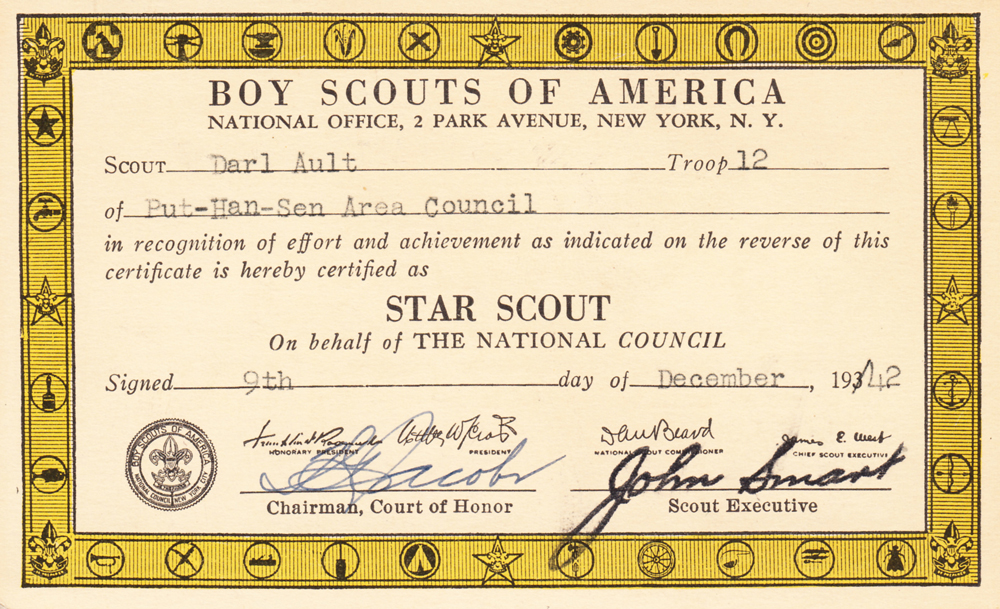 BOY SCOUTS OF AMERICA
NATIONAL OFFICE, 2 PARK AVENUE, NEW YORK, N. Y.
SCOUT Darl Ault Troop 12
of Put-Han-Sen Area Council
in recognition of effort and achievement as indicated on the reverse of this
certificate is hereby certified as
STAR SCOUT
On behalf of THE NATIONAL COUNCIL
Signed 9th day of December, 193/42
BOY SCOUTS OF AMERICA
NATIONAL COUNCIL NEW YORK CITY
Dan Beard James E. West
HONORARY PRESIDENT PRESIDENT NATIONAL SCOUT COMMISSIONER CHIEF SCOUT EXECUTIVE
Jacobs John Smart
Chairman, Court of Honor Scout Executive